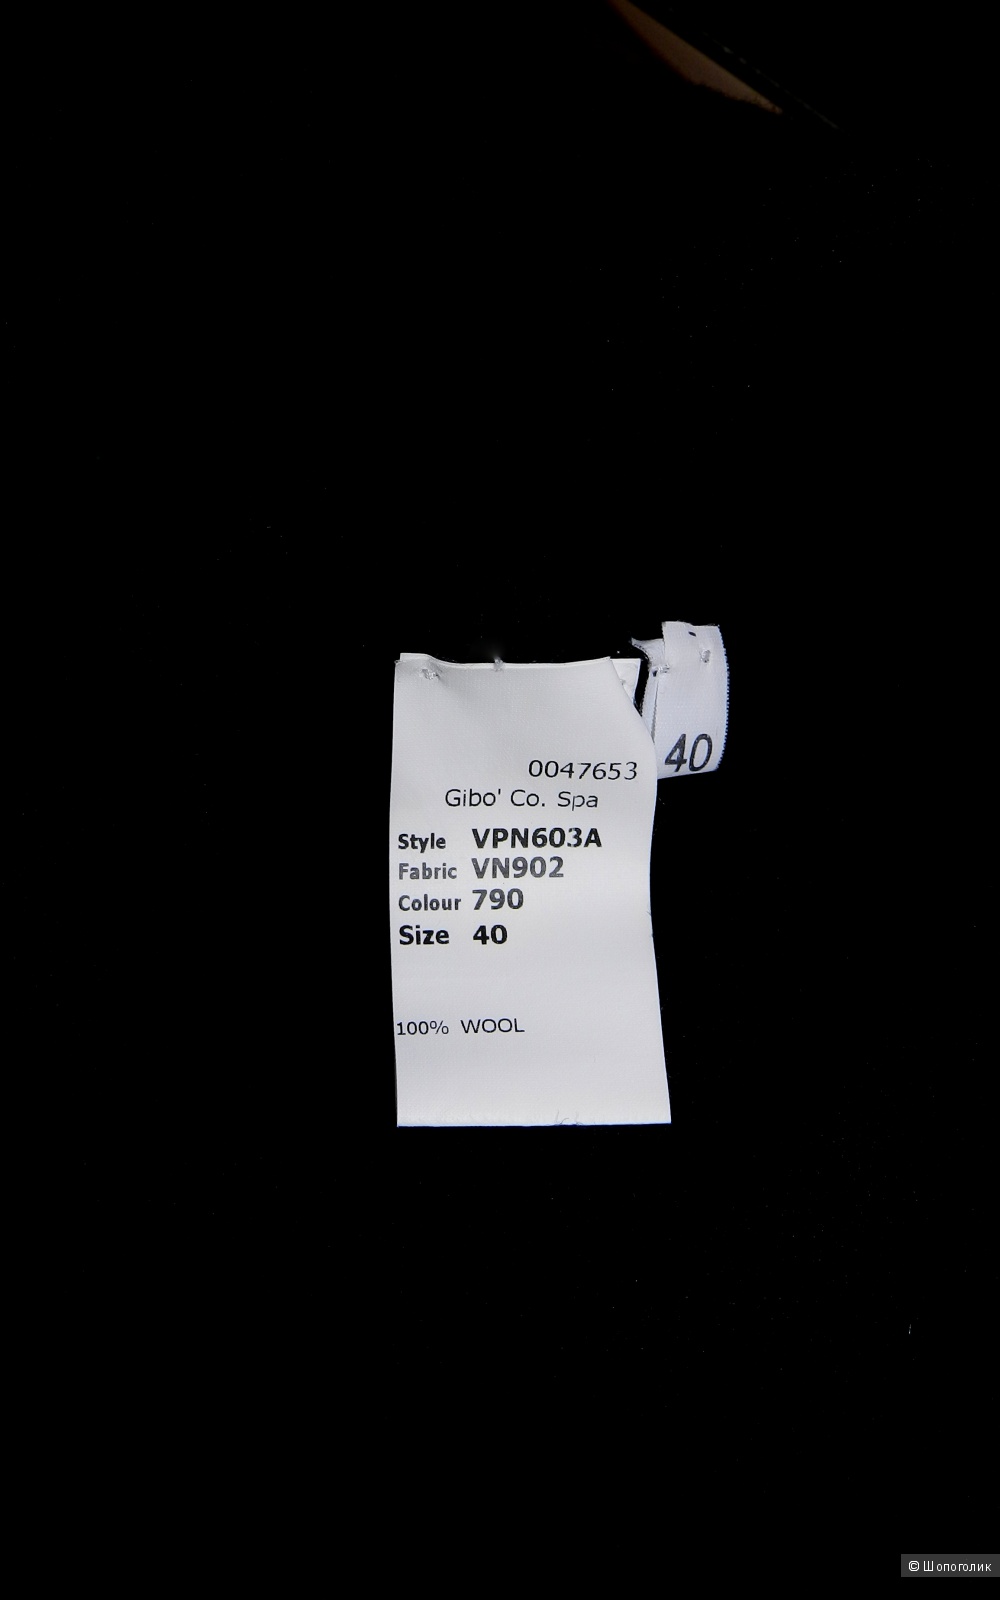 40
0047653
Gibo' Co. Spa
Style VPN603A
Fabric VN902
Colour 790
Size 40
100% WOOL
© Шопоголик